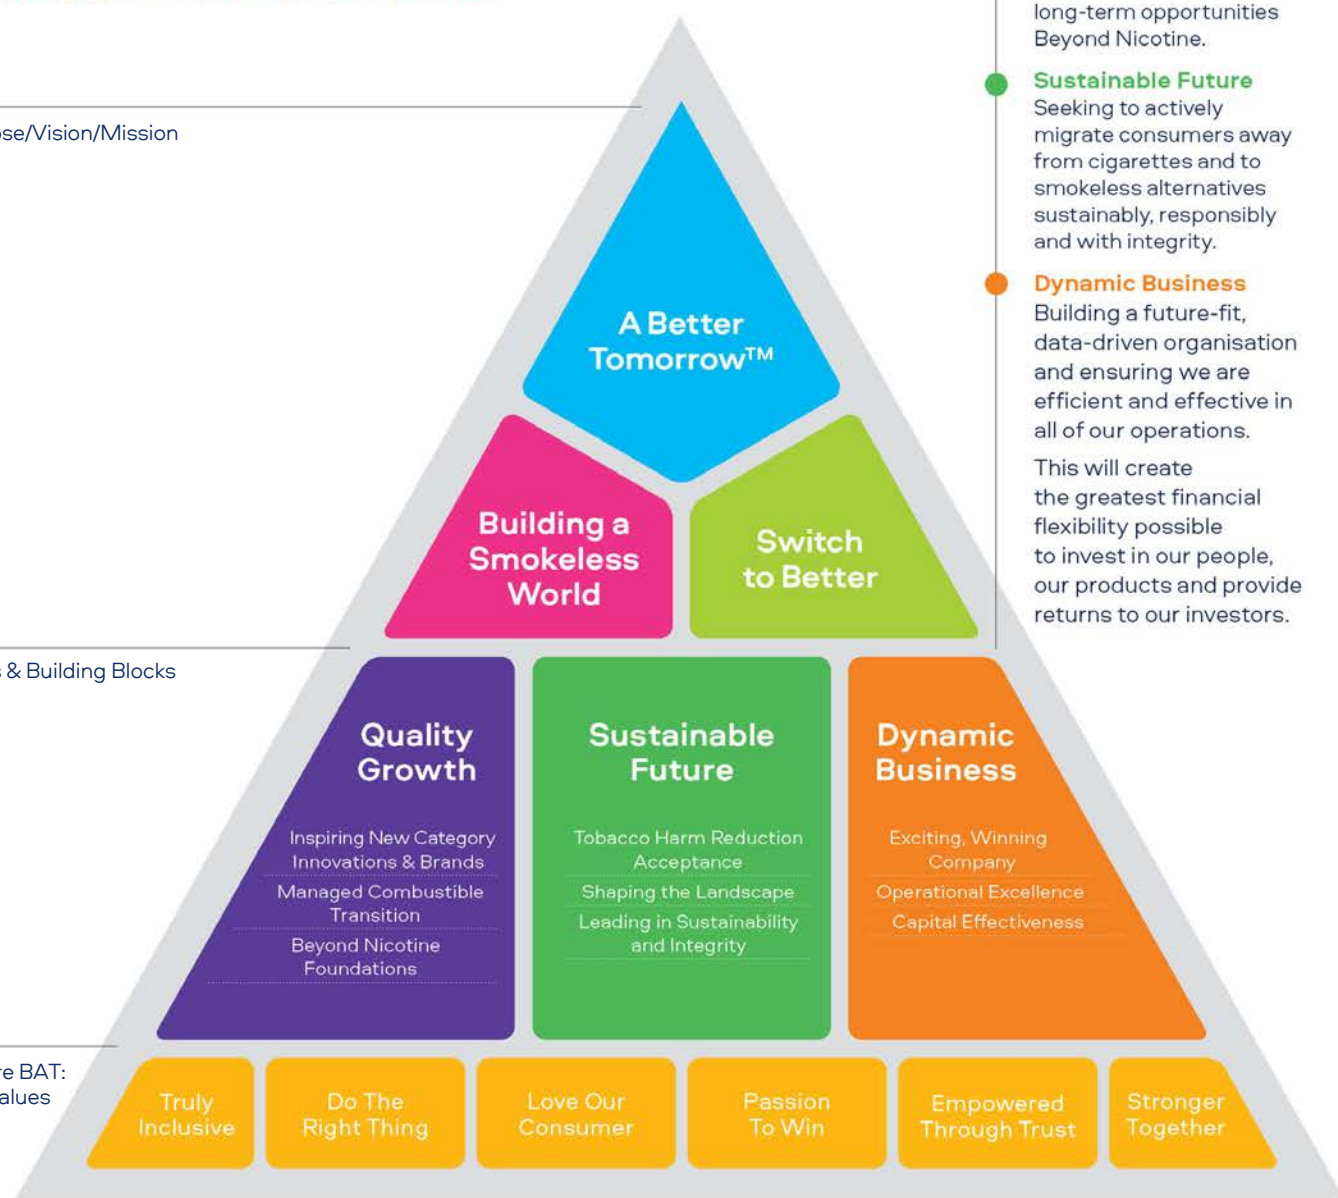 long-term opportunities
Beyond Nicotine.
Sustainable Future
Seeking to actively
migrate consumers away
from cigarettes and to
smokeless alternatives
sustainably, responsibly
and with integrity.
Dynamic Business
Building a future-fit,
data-driven organisation
and ensuring we are
efficient and effective in
all of our operations.
This will create
the greatest financial
flexibility possible
to invest in our people,
our products and provide
returns to our investors.
ose/Vision/Mission
A Better
Tomorrow™
Building a
Smokeless
World
Switch
to Better
s & Building Blocks
Quality
Growth
Inspiring New Category
Innovations & Brands
Managed Combustible
Transition
Beyond Nicotine
Foundations
Sustainable
Future
Tobacco Harm Reduction
Acceptance
Shaping the Landscape
Leading in Sustainability
and Integrity
Dynamic
Business
Exciting, Winning
Company
Operational Excellence
Capital Effectiveness
re BAT:
alues
Truly
Inclusive
Do The
Right Thing
Love Our
Consumer
Passion
To Win
Empowered
Through Trust
Stronger
Together